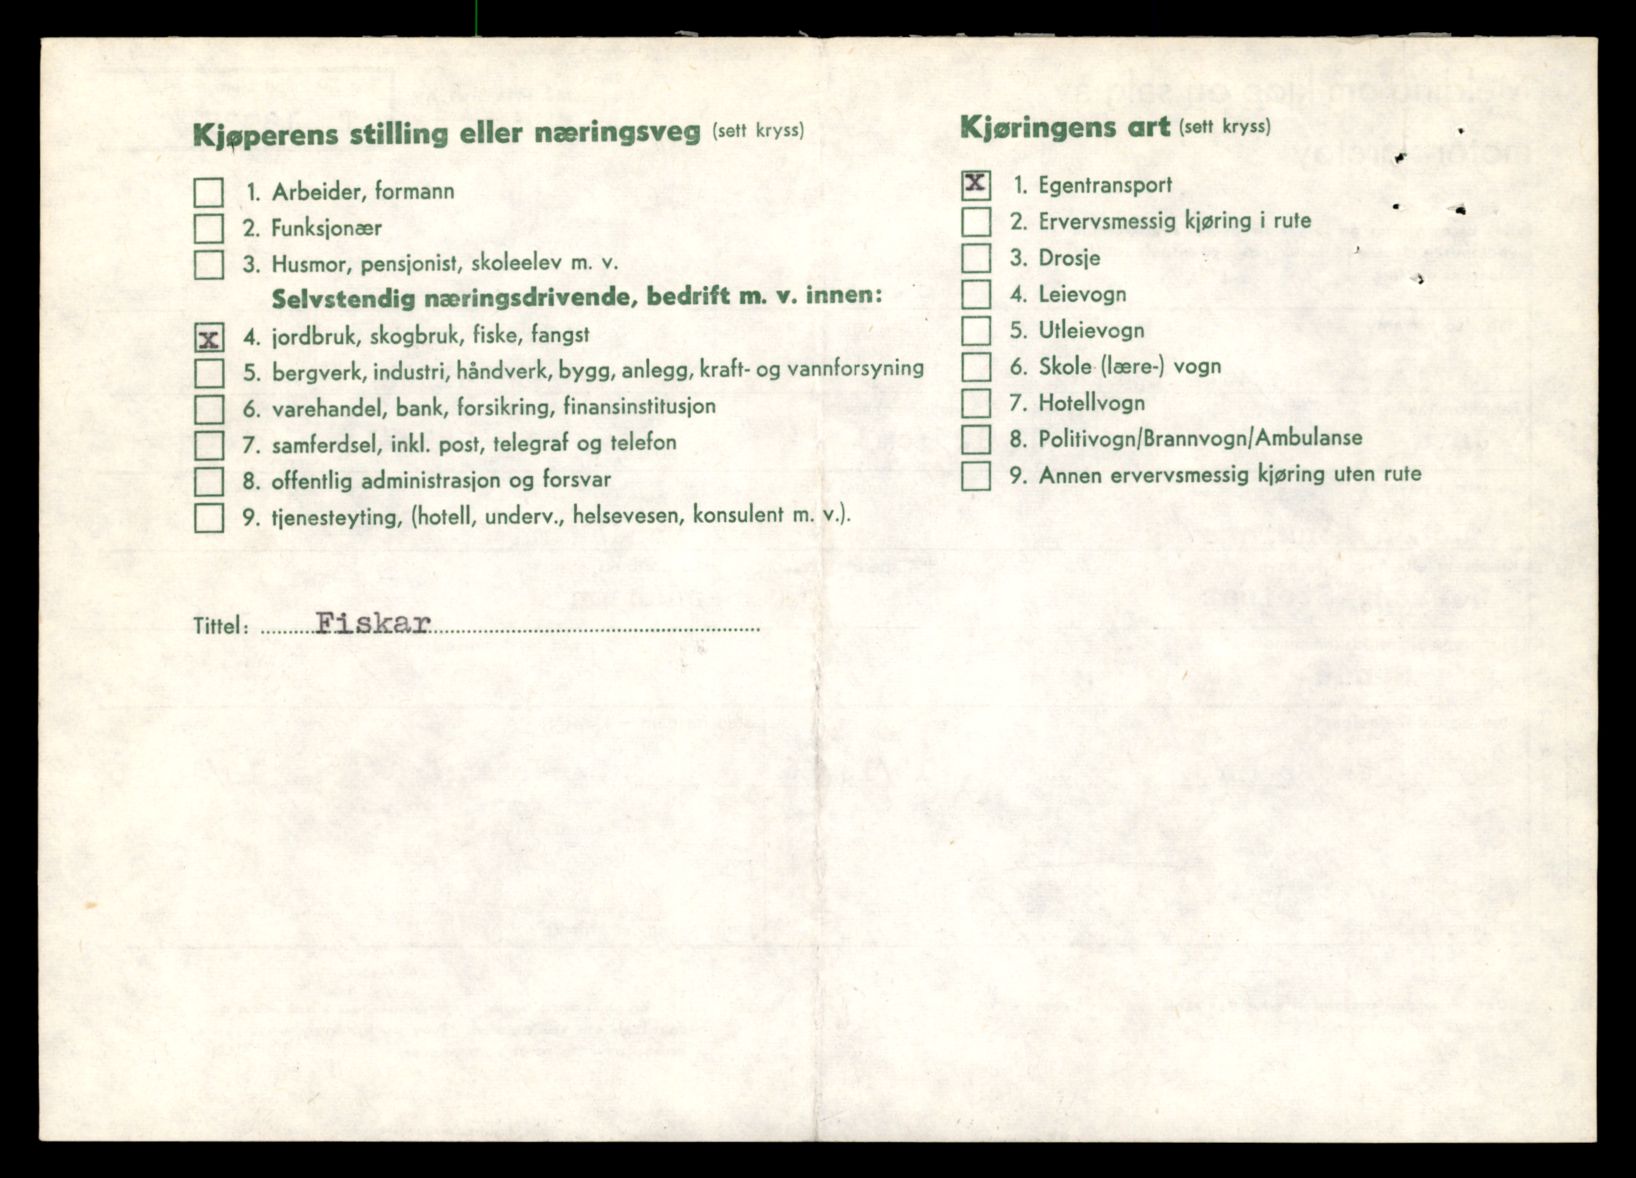 Kjøperens stilling eller næringsveg (sett kryss)
1. Arbeider, formann
2. Funksjonær
3. Husmor, pensjonist, skoleelev m. v.
Selvstendig næringsdrivende, bedrift m. v. innen:
X 4. jordbruk, skogbruk, fiske, fangst
5. bergverk, industri, håndverk, bygg, anlegg, kraft- og vannforsyning
6. varehandel, bank, forsikring, finansinstitusjon
7. samferdsel, inkl. post, telegraf og telefon
8. offentlig administrasjon og forsvar
9. tjenesteyting, (hotell, underv., helsevesen, konsulent m. v.).
Tittel: Fiskar
Kjøringens art (sett kryss)
X 1. Egentransport
2. Ervervsmessig kjøring i rute
3. Drosje
4. Leievogn
5. Utleievogn
6. Skole (lære-) vogn
7. Hotellvogn
8. Politivogn/Brannvogn/Ambulanse
9. Annen ervervsmessig kjøring uten rute